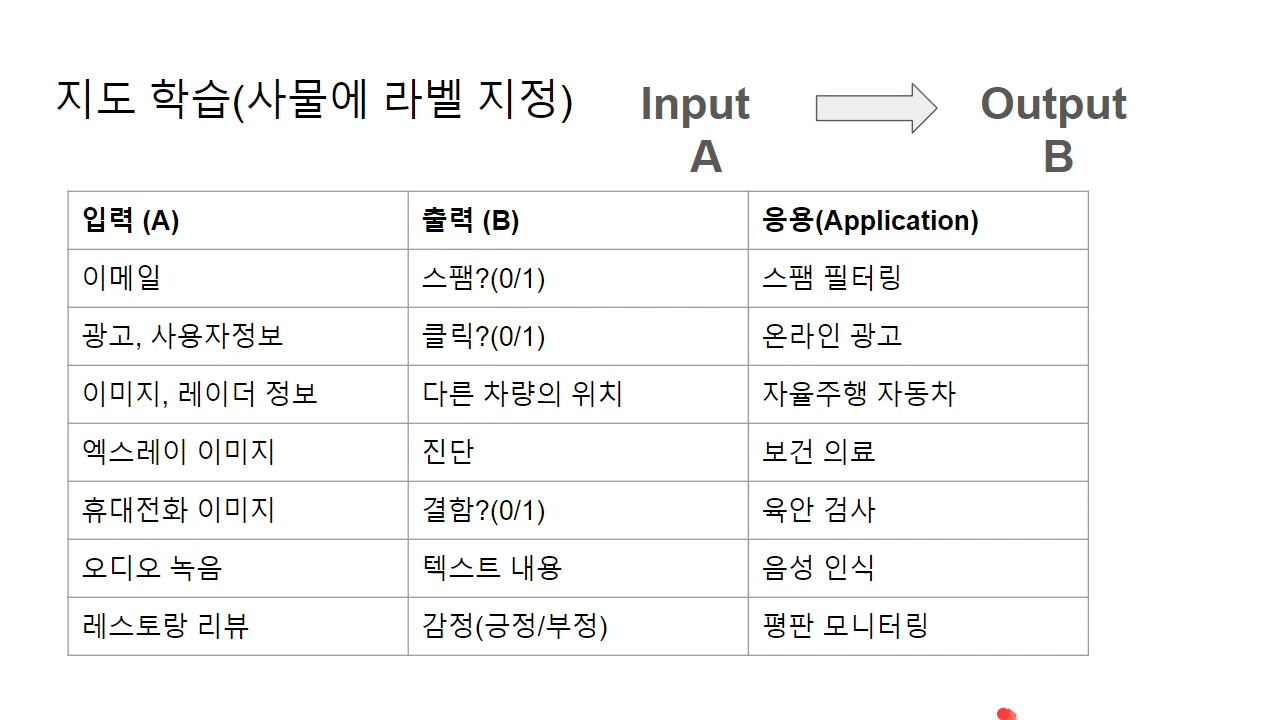 지도 학습(사물에 라벨 지정)
Input Output
A B
입력 (A) 출력 (B) 응용(Application)
이메일 스팸?(0/1) 스팸 필터링
광고, 사용자정보 클릭?(0/1) 온라인 광고
이미지, 레이더 정보 다른 차량의 위치 자율주행 자동차
엑스레이 이미지 진단 보건 의료
휴대전화 이미지 결함?(0/1) 육안 검사
오디오 녹음 텍스트 내용 음성 인식
레스토랑 리뷰 감정(긍정/부정) 평판 모니터링